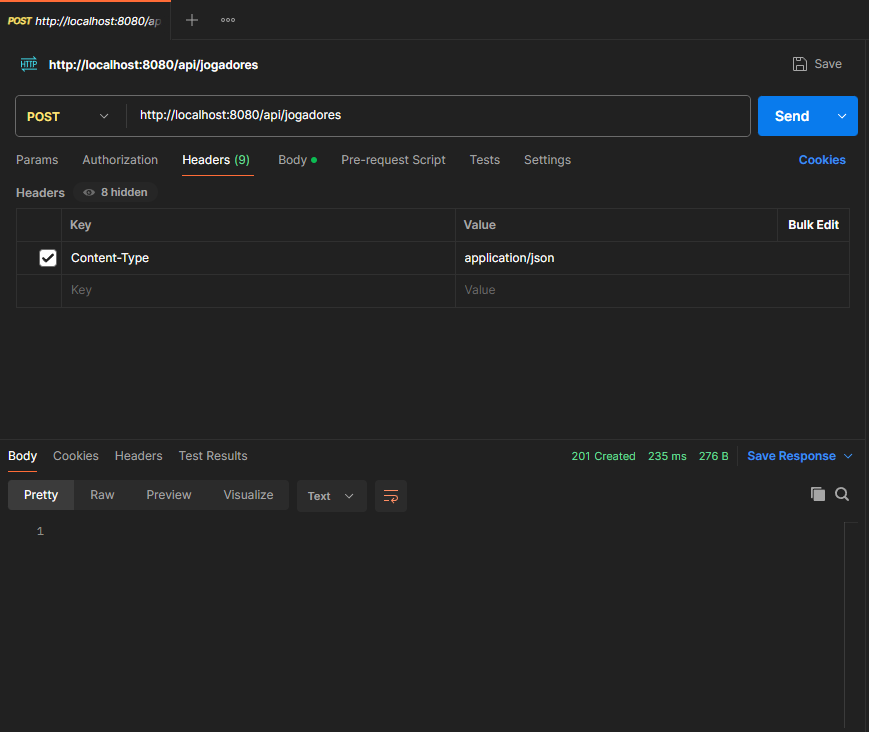 POST http://localhost:8080/ap
HTTP http://localhost:8080/api/jogadores
Save
POST http://localhost:8080/api/jogadores Send
Params Authorization Headers (9) Body Pre-request Script Tests Settings Cookies
Headers 8 hidden
Key Value Bulk Edit
Content-Type application/json
Key Value
Body Cookies Headers Test Results 201 Created 235 ms 276 B Save Response
Pretty Raw Preview Visualize Text
1